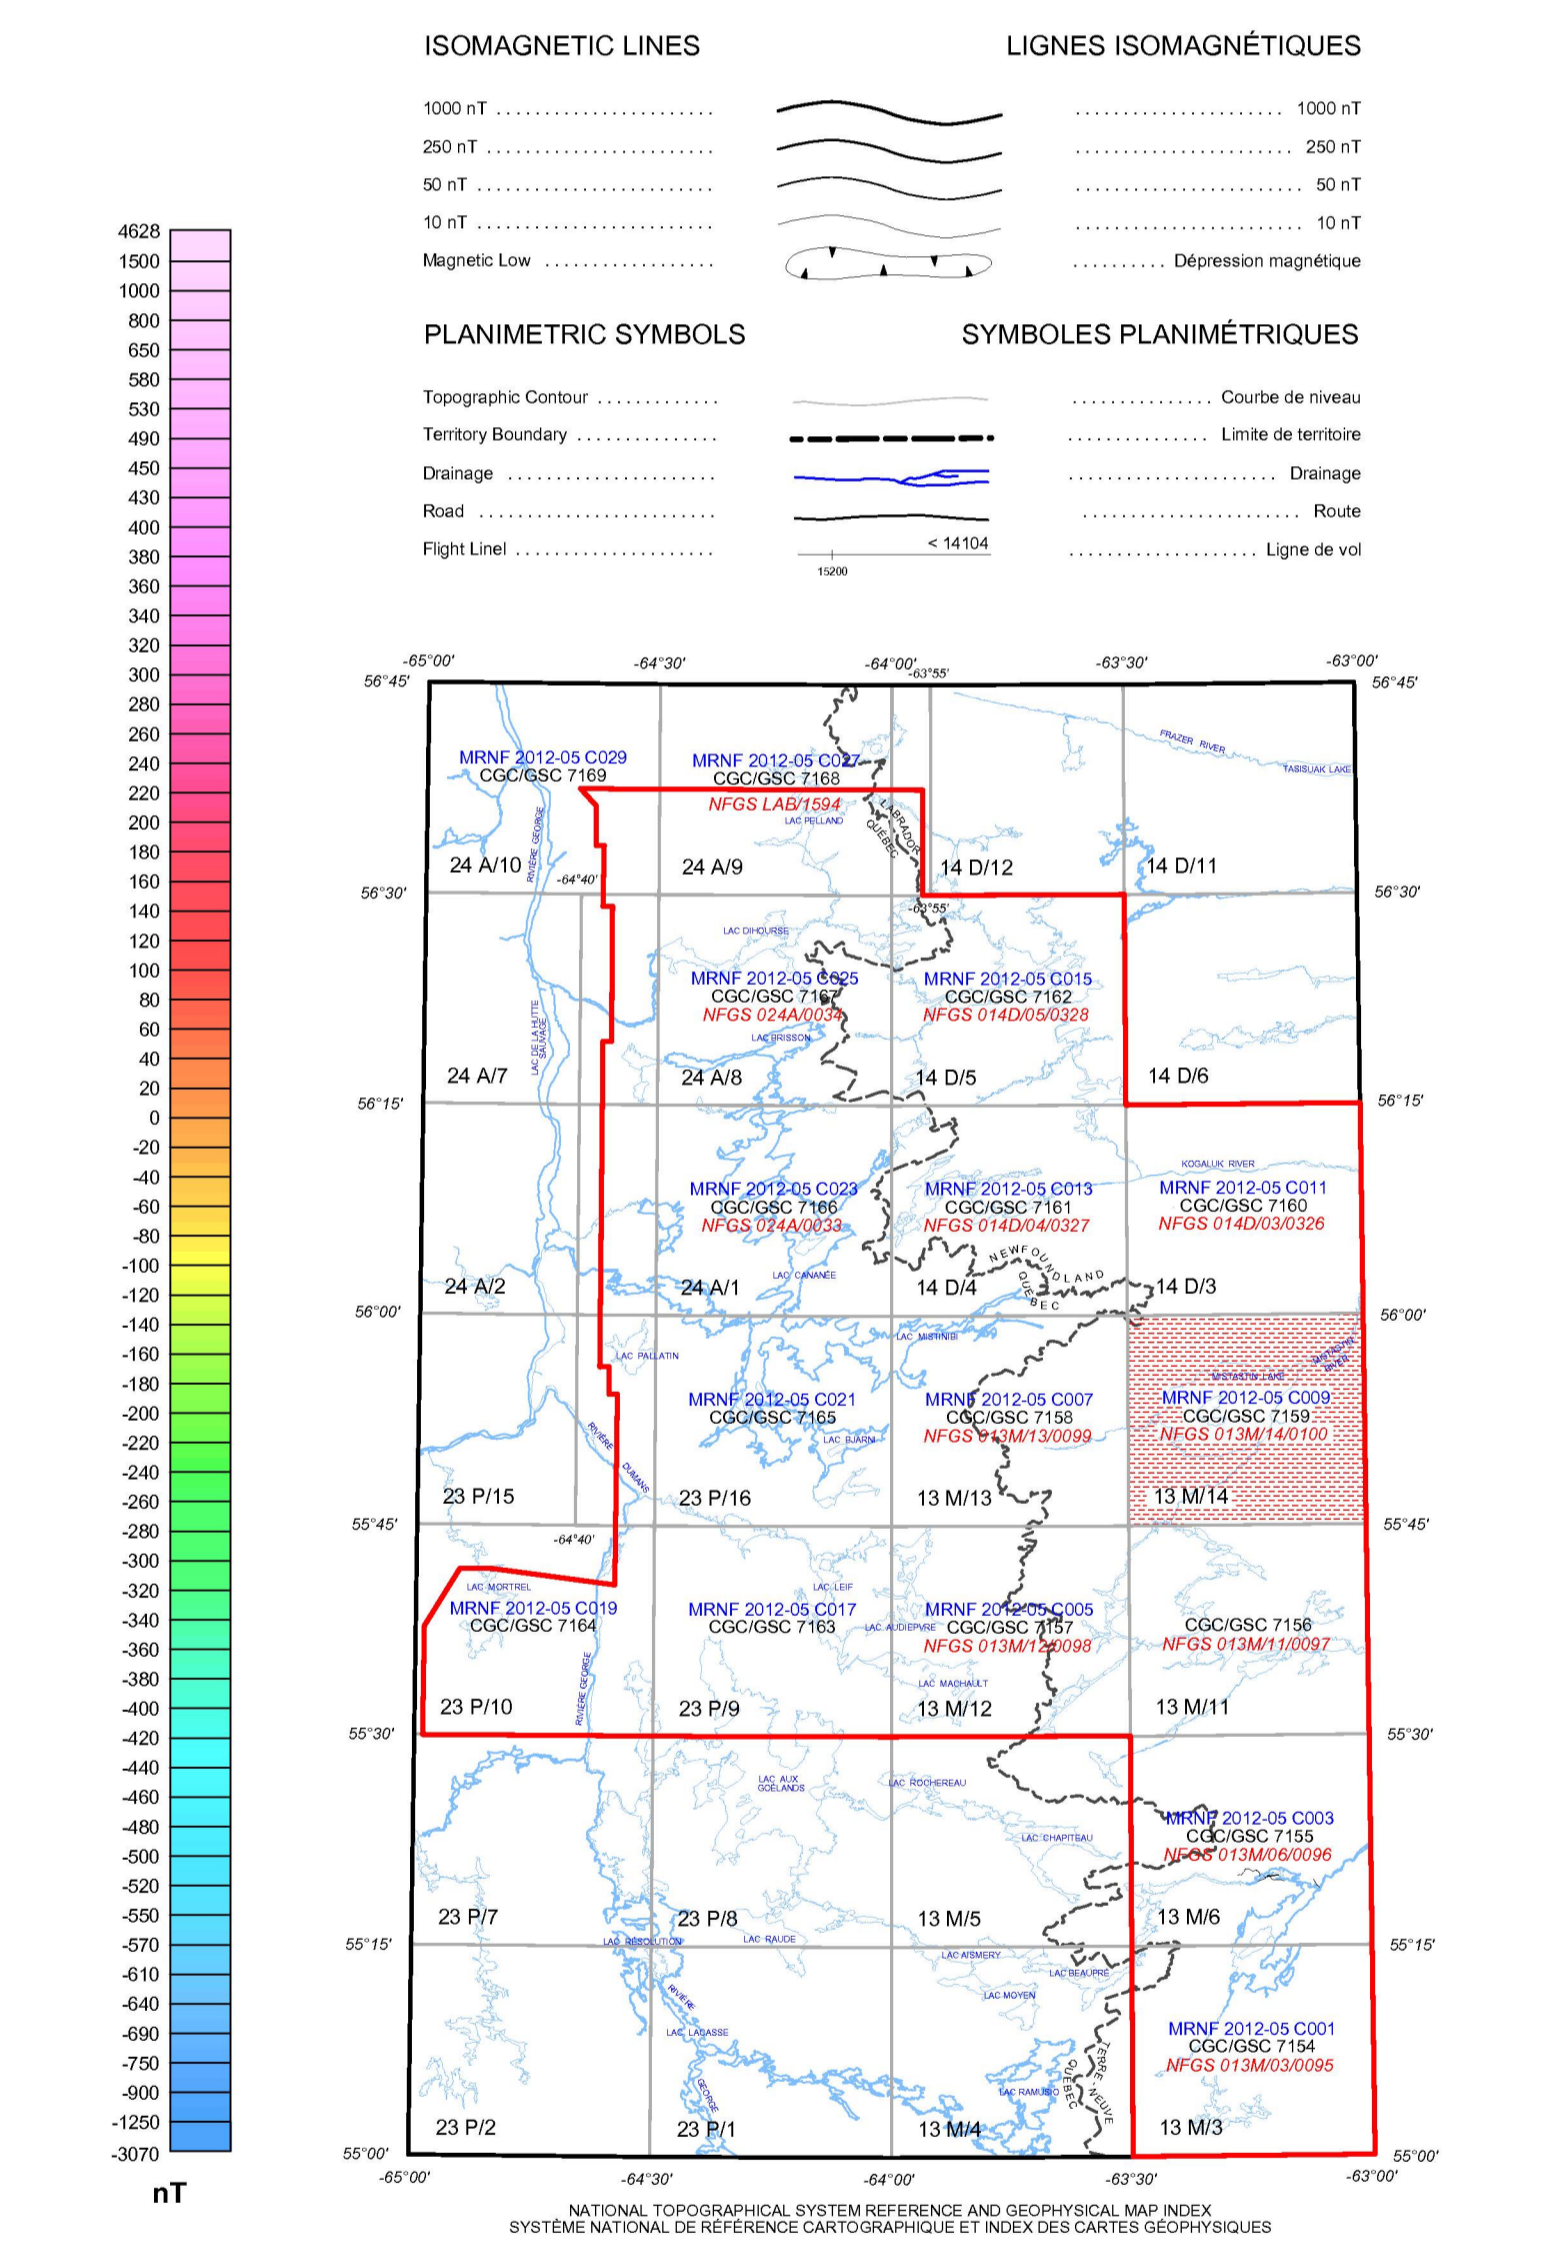 ISOMAGNETIC LINES LIGNES ISOMAGNÉTIQUES
1000 nT ....................... 1000 nT
250 nT ....................... 250 nT
50 nT ....................... 50 nT
10 nT ....................... 10 nT
Magnetic Low .................. Dépression magnétique
PLANIMETRIC SYMBOLS SYMBOLES PLANIMÉTRIQUES
Topographic Contour ............. Courbe de niveau
Territory Boundary ............... Limite de territoire
Drainage ...................... Drainage
Road ......................... Route
Flight Linel ..................... < 14104 Ligne de vol
15200
4628
1500
1000
800
650
580
530
490
450
430
400
380
360
340
320
300
280
260
240
220
200
180
160
140
120
100
80
60
40
20
0
-20
-40
-60
-80
-100
-120
-140
-160
-180
-200
-220
-240
-260
-280
-300
-320
-340
-360
-380
-400
-420
-440
-460
-480
-500
-520
-550
-570
-610
-640
-690
-750
-900
-1250
-3070
nT
-65°00' -64°30' -64°00' -63°55' -63°30' -63°00'
56°45' 56°45'
FRAZER RIVER
TASISUAK LAKE
MRNF 2012-05 C029
CGC/GSC 7169
RIVIÈRE GEORGE
24 A/10
-64°40'
MRNF 2012-05 C027
CGC/GSC 7168
NFGS LAB/1594
LAC PELLAND
LABRADOR
QUÉBEC
24 A/9
14 D/12
14 D/11
56°30' 56°30'
-63°55'
LAC DIHOURSE
MRNF 2012-05 C025
CGC/GSC 7167
NFGS 024A/0034
LAC BRISSON
MRNF 2012-05 C015
CGC/GSC 7162
NFGS 014D/05/0328
LAC DE LA HUTTE
SAUVAGE
24 A/7
24 A/8
14 D/5
14 D/6
56°15' 56°15'
KOGALUK RIVER
MRNF 2012-05 C023
CGC/GSC 7166
NFGS 024A/0033
MRNF 2012-05 C013
CGC/GSC 7161
NFGS 014D/04/0327
MRNF 2012-05 C011
CGC/GSC 7160
NFGS 014D/03/0326
NEWFOUNDLAND
QUÉBEC
LAC CANANÉE
24 A/2
24 A/1
14 D/4
14 D/3
56°00' 56°00'
LAC MISTINIBI
LAC PALLATIN
MISTASTIN
RIVER
MISTASTIN LAKE
MRNF 2012-05 C021
CGC/GSC 7165
LAC BJARNI
MRNF 2012-05 C007
CGC/GSC 7158
NFGS 013M/13/0099
MRNF 2012-05 C009
CGC/GSC 7159
NFGS 013M/14/0100
RIVIÈRE DUMANS
23 P/15
23 P/16
13 M/13
13 M/14
55°45' 55°45'
-64°40'
LAC MORTREL
MRNF 2012-05 C019
CGC/GSC 7164
LAC LEIF
MRNF 2012-05 C017
CGC/GSC 7163
LAC AUDIEPVRE
MRNF 2012-05 C005
CGC/GSC 7157
NFGS 013M/12/0098
CGC/GSC 7156
NFGS 013M/11/0097
LAC MACHAULT
RIVIÈRE GEORGE
23 P/10
23 P/9
13 M/12
13 M/11
55°30' 55°30'
LAC AUX
GOÉLANDS
LAC ROCHEREAU
LAC CHAPITEAU
MRNF 2012-05 C003
CGC/GSC 7155
NFGS 013M/06/0096
23 P/7
23 P/8
13 M/5
13 M/6
LAC RÉSOLUTION
LAC RAUDE
55°15' 55°15'
LAC AISMERY
LAC BEAUPRÉ
LAC MOYEN
RIVIÈRE
LAC LACASSE
GEORGE
LAC RAMUSIO
QUÉBEC
TERRE-NEUVE
MRNF 2012-05 C001
CGC/GSC 7154
NFGS 013M/03/0095
23 P/2
23 P/1
13 M/4
13 M/3
55°00' 55°00'
-65°00' -64°30' -64°00' -63°30' -63°00'
NATIONAL TOPOGRAPHICAL SYSTEM REFERENCE AND GEOPHYSICAL MAP INDEX
SYSTÈME NATIONAL DE RÉFÉRENCE CARTOGRAPHIQUE ET INDEX DES CARTES GÉOPHYSIQUES